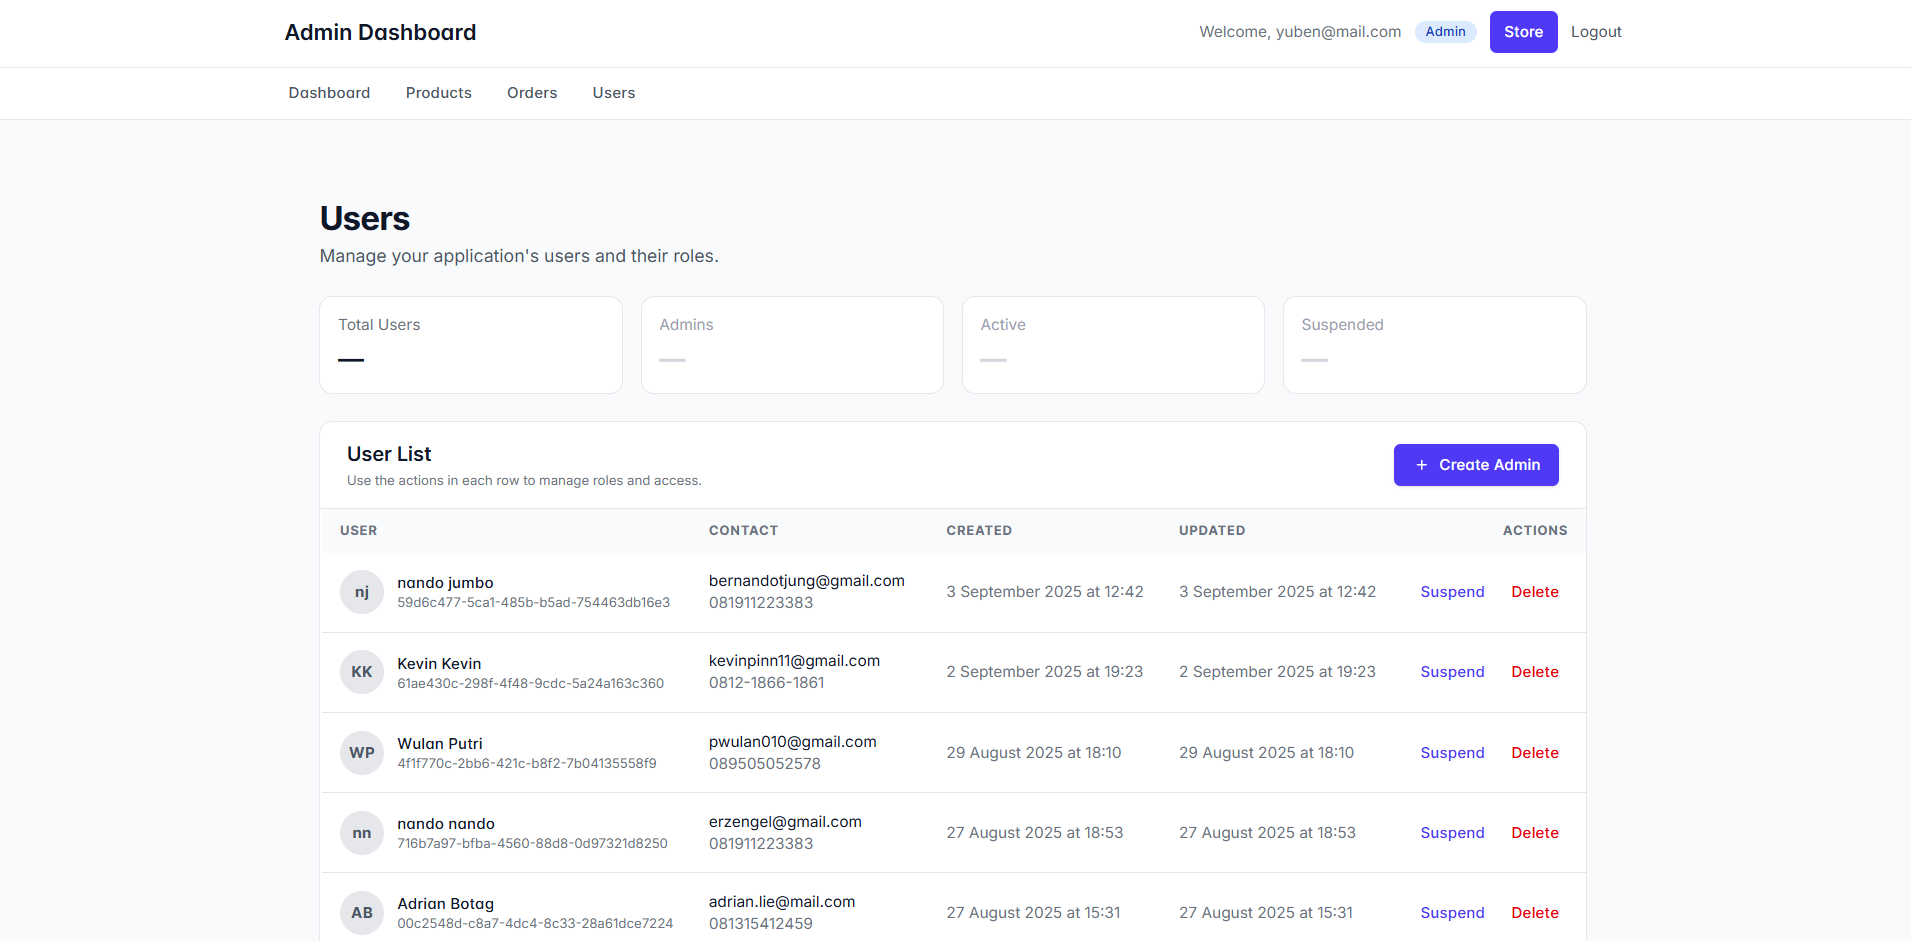 Admin Dashboard
Welcome, yuben@mail.com Admin Store Logout
Dashboard Products Orders Users
Users
Manage your application's users and their roles.
Total Users Admins Active Suspended
— — — —
User List
Use the actions in each row to manage roles and access.
+ Create Admin
USER CONTACT CREATED UPDATED ACTIONS
nj nando jumbo bernandotjung@gmail.com 3 September 2025 at 12:42 3 September 2025 at 12:42 Suspend Delete
59d6c477-5ca1-485b-b5ad-754463db16e3 081911223383
KK Kevin Kevin kevinpinn11@gmail.com 2 September 2025 at 19:23 2 September 2025 at 19:23 Suspend Delete
61ae430c-298f-4f48-9cdc-5a24a163c360 0812-1866-1861
WP Wulan Putri pwulan010@gmail.com 29 August 2025 at 18:10 29 August 2025 at 18:10 Suspend Delete
4f1f770c-2bb6-421c-b8f2-7b04135558f9 089505052578
nn nando nando erzengel@gmail.com 27 August 2025 at 18:53 27 August 2025 at 18:53 Suspend Delete
716b7a97-bfba-4560-88d8-0d97321d8250 081911223383
AB Adrian Botag adrian.lie@mail.com 27 August 2025 at 15:31 27 August 2025 at 15:31 Suspend Delete
00c2548d-c8a7-4dc4-8c33-28a61dce7224 081315412459